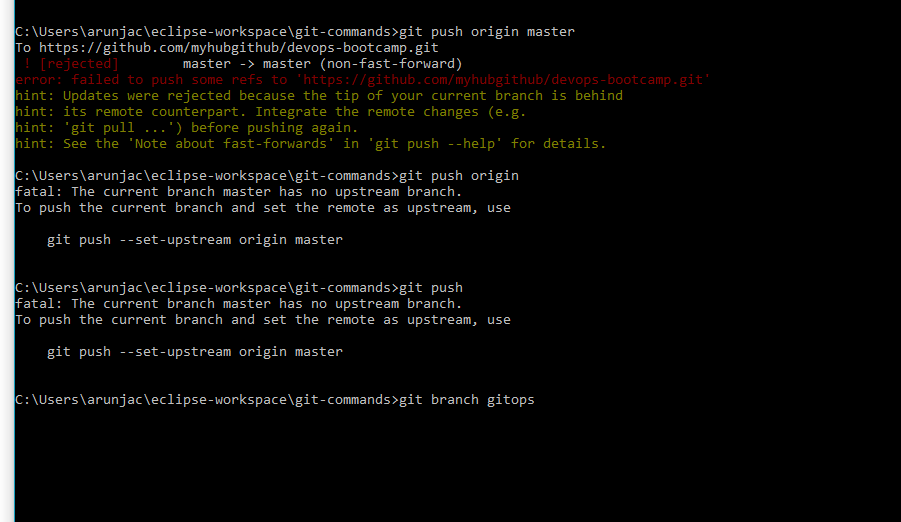 C:\Users\arunjac\eclipse-workspace\git-commands>git push origin master
To https://github.com/myhubgithub/devops-bootcamp.git
 ! [rejected]        master -> master (non-fast-forward)
error: failed to push some refs to 'https://github.com/myhubgithub/devops-bootcamp.git'
hint: Updates were rejected because the tip of your current branch is behind
hint: its remote counterpart. Integrate the remote changes (e.g.
hint: 'git pull ...') before pushing again.
hint: See the 'Note about fast-forwards' in 'git push --help' for details.
C:\Users\arunjac\eclipse-workspace\git-commands>git push origin
fatal: The current branch master has no upstream branch.
To push the current branch and set the remote as upstream, use
    git push --set-upstream origin master
C:\Users\arunjac\eclipse-workspace\git-commands>git push
fatal: The current branch master has no upstream branch.
To push the current branch and set the remote as upstream, use
    git push --set-upstream origin master
C:\Users\arunjac\eclipse-workspace\git-commands>git branch gitops